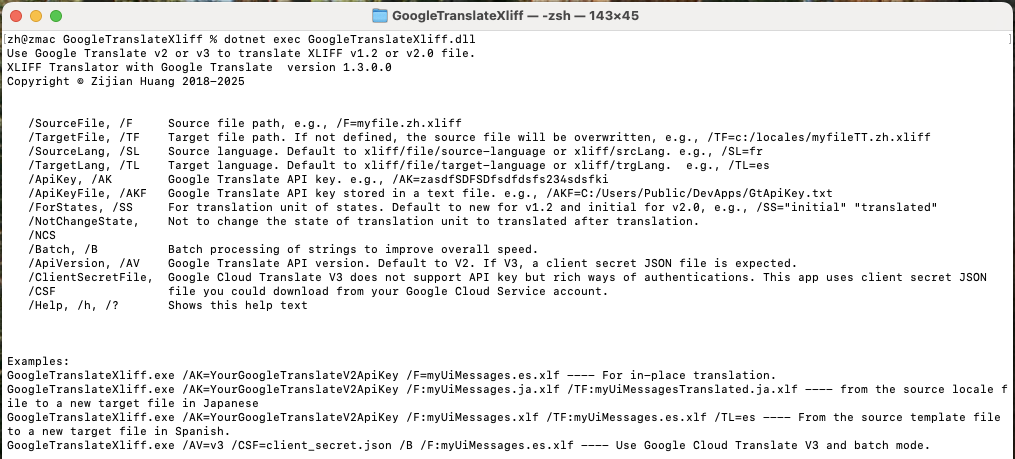 GoogleTranslateXliff — -zsh — 143×45
[zh@zmac GoogleTranslateXliff % dotnet exec GoogleTranslateXliff.dll ]
Use Google Translate v2 or v3 to translate XLIFF v1.2 or v2.0 file.
XLIFF Translator with Google Translate  version 1.3.0.0
Copyright © Zijian Huang 2018-2025
/SourceFile, /F     Source file path, e.g., /F=myfile.zh.xliff
/TargetFile, /TF    Target file path. If not defined, the source file will be overwritten, e.g., /TF=c:/locales/myfileTT.zh.xliff
/SourceLang, /SL    Source language. Default to xliff/file/source-language or xliff/srcLang. e.g., /SL=fr
/TargetLang, /TL    Target language. Default to xliff/file/target-language or xliff/trgLang.  e.g., /TL=es
/ApiKey, /AK        Google Translate API key. e.g., /AK=zasdfSDFSDfsdfdsfs234sdsfki
/ApiKeyFile, /AKF   Google Translate API key stored in a text file. e.g., /AKF=C:/Users/Public/DevApps/GtApiKey.txt
/ForStates, /SS     For translation unit of states. Default to new for v1.2 and initial for v2.0, e.g., /SS="initial" "translated"
/NotChangeState,    Not to change the state of translation unit to translated after translation.
/NCS
/Batch, /B          Batch processing of strings to improve overall speed.
/ApiVersion, /AV    Google Translate API version. Default to V2. If V3, a client secret JSON file is expected.
/ClientSecretFile,  Google Cloud Translate V3 does not support API key but rich ways of authentications. This app uses client secret JSON
/CSF                file you could download from your Google Cloud Service account.
/Help, /h, /?       Shows this help text
Examples:
GoogleTranslateXliff.exe /AK=YourGoogleTranslateV2ApiKey /F=myUiMessages.es.xlf ---- For in-place translation.
GoogleTranslateXliff.exe /AK=YourGoogleTranslateV2ApiKey /F:myUiMessages.ja.xlf /TF:myUiMessagesTranslated.ja.xlf ---- from the source locale f
ile to a new target file in Japanese
GoogleTranslateXliff.exe /AK=YourGoogleTranslateV2ApiKey /F:myUiMessages.xlf /TF:myUiMessages.es.xlf /TL=es ---- From the source template file
to a new target file in Spanish.
GoogleTranslateXliff.exe /AV=v3 /CSF=client_secret.json /B /F:myUiMessages.es.xlf ---- Use Google Cloud Translate V3 and batch mode.